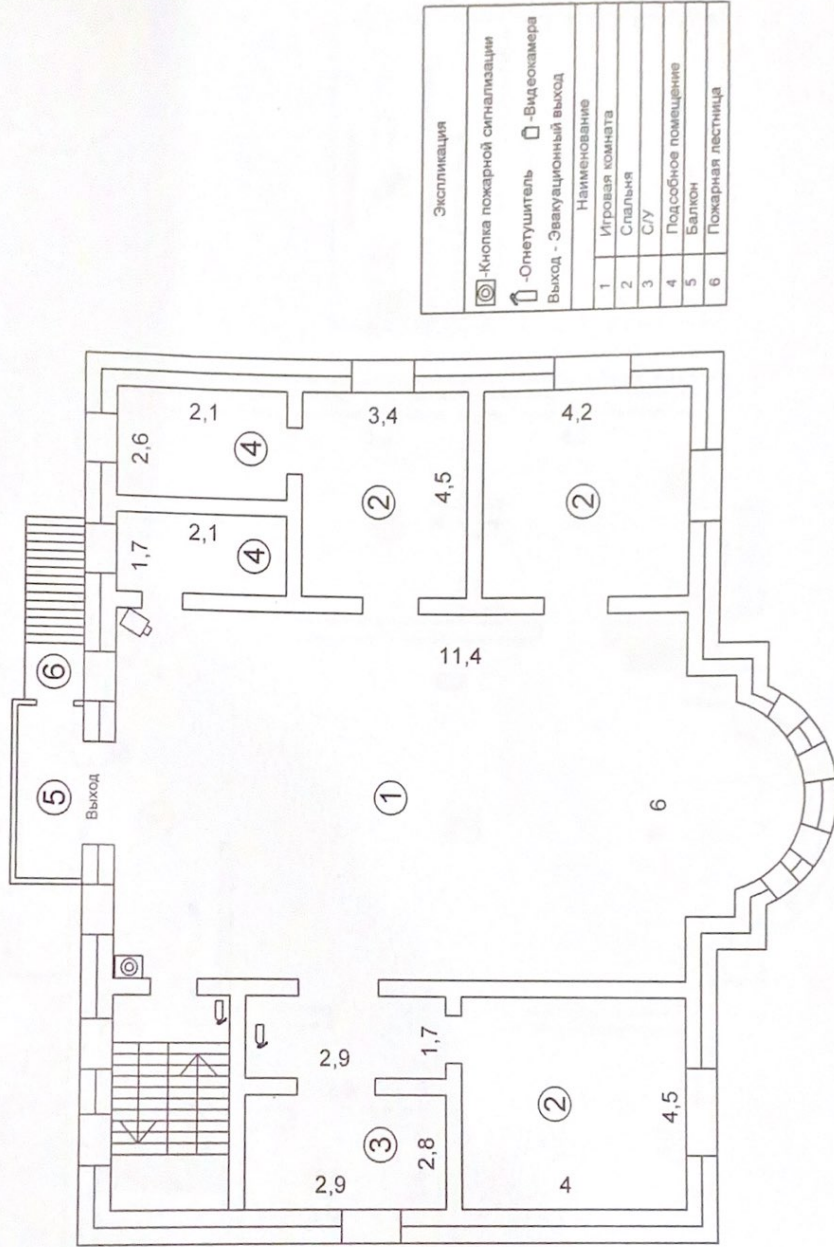 Экспликация
-Кнопка пожарной сигнализации
-Огнетушитель -Видеокамера
Выход - Эвакуационный выход
Наименование
1 Игровая комната
2 Спальня
3 С/У
4 Подсобное помещение
5 Балкон
6 Пожарная лестница
2,9
2,8
3
4
4,5
2
2,9
1,7
5
Выход
1
6
6
11,4
1,7
2,1
4
2,6
2,1
4
2
4,5
3,4
2
4,2